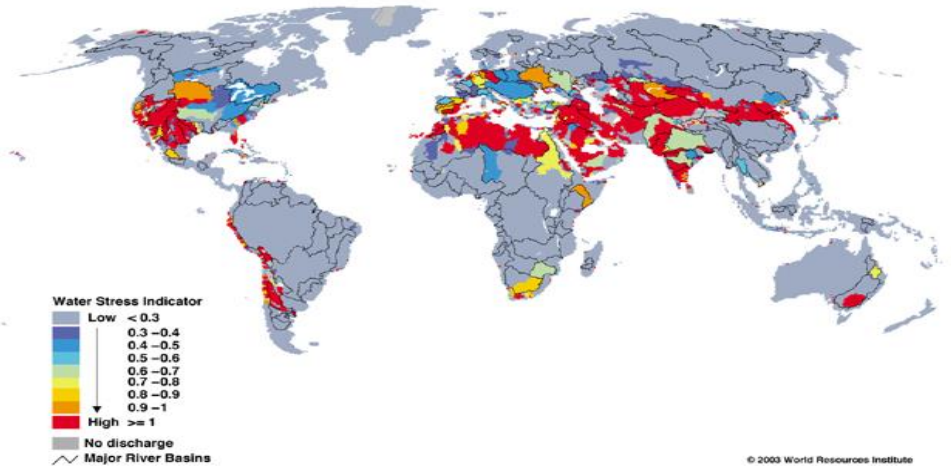 Water Stress Indicator
Low < 0.3
0.3 –0.4
0.4 –0.5
0.5 –0.6
0.6 –0.7
0.7 –0.8
0.8 –0.9
0.9 –1
High >= 1
No discharge
Major River Basins
© 2003 World Resources Institute